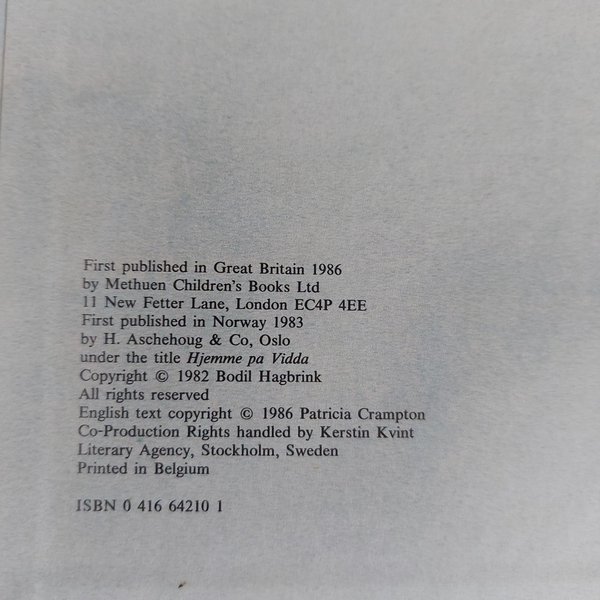 First published in Great Britain 1986
by Methuen Children's Books Ltd
11 New Fetter Lane, London EC4P 4EE
First published in Norway 1983
by H. Aschehoug & Co, Oslo
under the title Hjemme pa Vidda
Copyright © 1982 Bodil Hagbrink
All rights reserved
English text copyright © 1986 Patricia Crampton
Co-Production Rights handled by Kerstin Kvint
Literary Agency, Stockholm, Sweden
Printed in Belgium
ISBN 0 416 64210 1